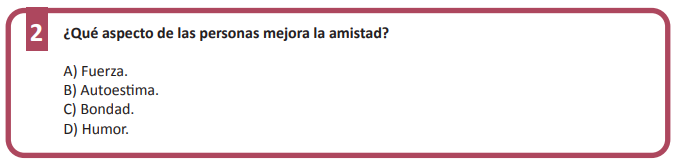 2
¿Qué aspecto de las personas mejora la amistad?
A) Fuerza.
B) Autoestima.
C) Bondad.
D) Humor.